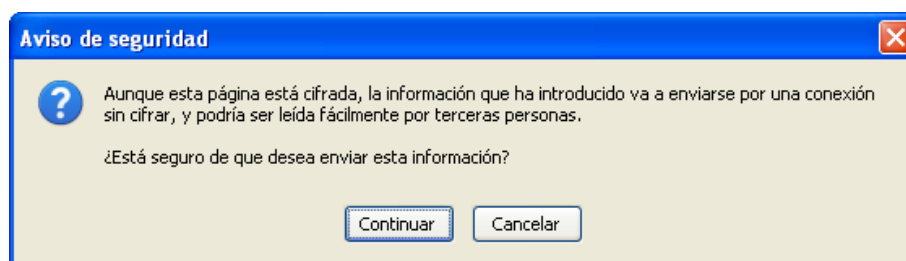 Aviso de seguridad
Aunque esta página está cifrada, la información que ha introducido va a enviarse por una conexión
sin cifrar, y podría ser leída fácilmente por terceras personas.
¿Está seguro de que desea enviar esta información?
Continuar
Cancelar